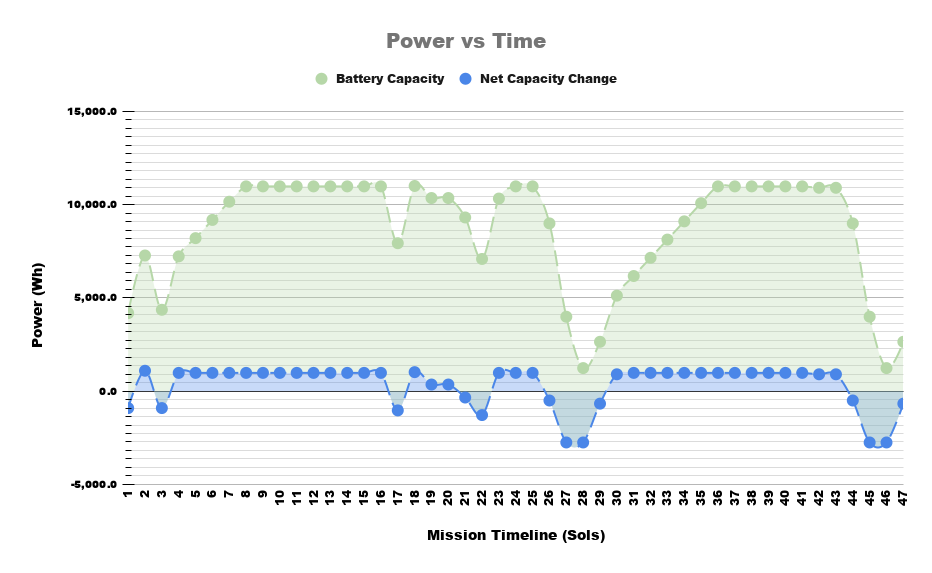 Power vs Time
Battery Capacity Net Capacity Change
15,000.0
10,000.0
5,000.0
0.0
-5,000.0
Power (Wh)
1 2 3 4 5 6 7 8 9 10 11 12 13 14 15 16 17 18 19 20 21 22 23 24 25 26 27 28 29 30 31 32 33 34 35 36 37 38 39 40 41 42 43 44 45 46 47
Mission Timeline (Sols)